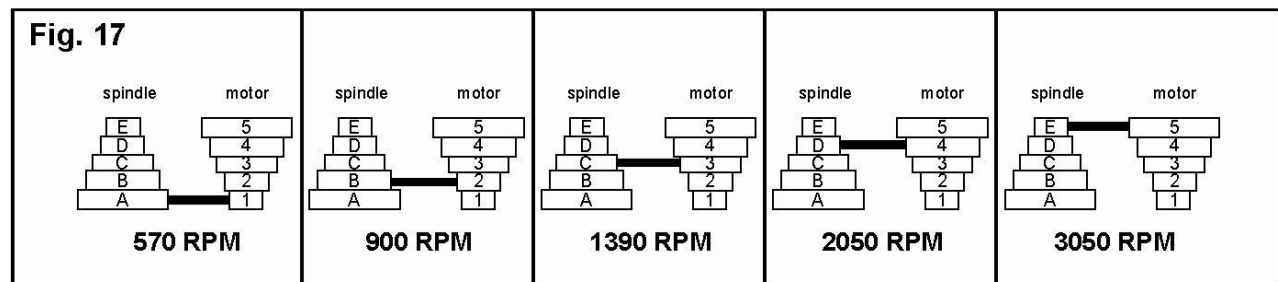 Fig. 17
spindle motor
E 5
D 4
C 3
B 2
A 1
570 RPM
spindle motor
E 5
D 4
C 3
B 2
A 1
900 RPM
spindle motor
E 5
D 4
C 3
B 2
A 1
1390 RPM
spindle motor
E 5
D 4
C 3
B 2
A 1
2050 RPM
spindle motor
E 5
D 4
C 3
B 2
A 1
3050 RPM